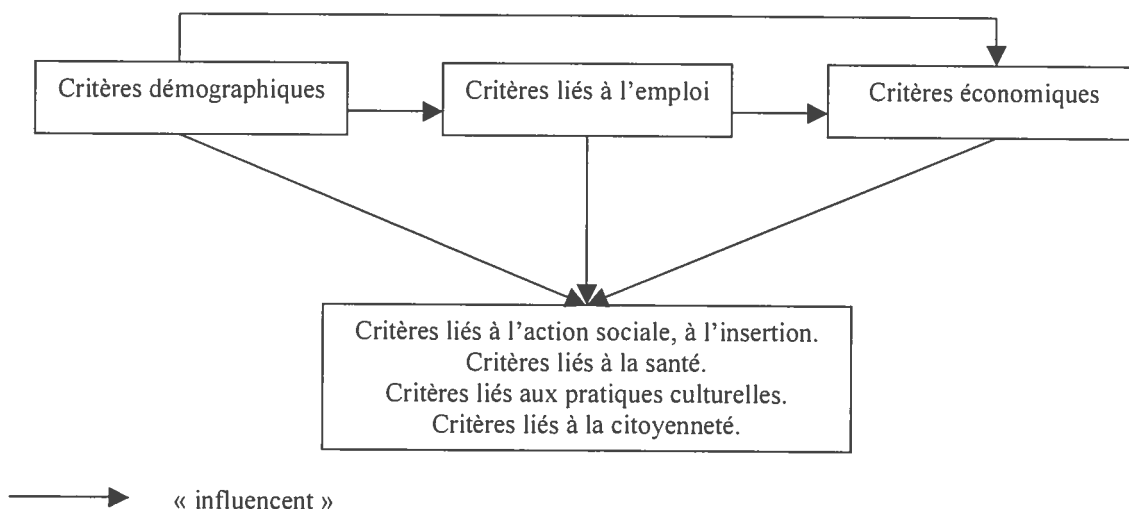 Critères démographiques
Critères liés à l'emploi
Critères économiques
Critères liés à l'action sociale, à l'insertion.
Critères liés à la santé.
Critères liés aux pratiques culturelles.
Critères liés à la citoyenneté.
« influencent »